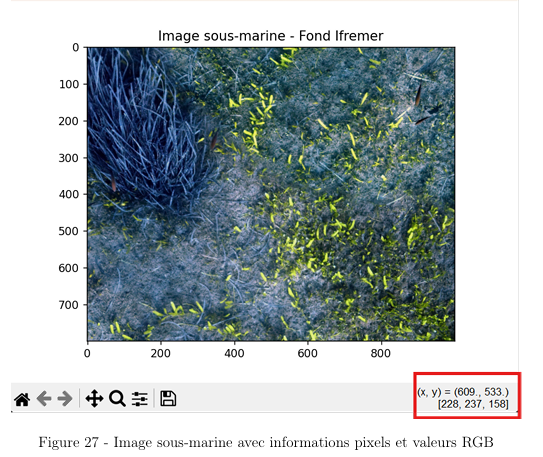 Image sous-marine - Fond Ifremer
0
100
200
300
400
500
600
700
0 200 400 600 800
(x, y) = (609., 533.)
[228, 237, 158]
Figure 27 - Image sous-marine avec informations pixels et valeurs RGB